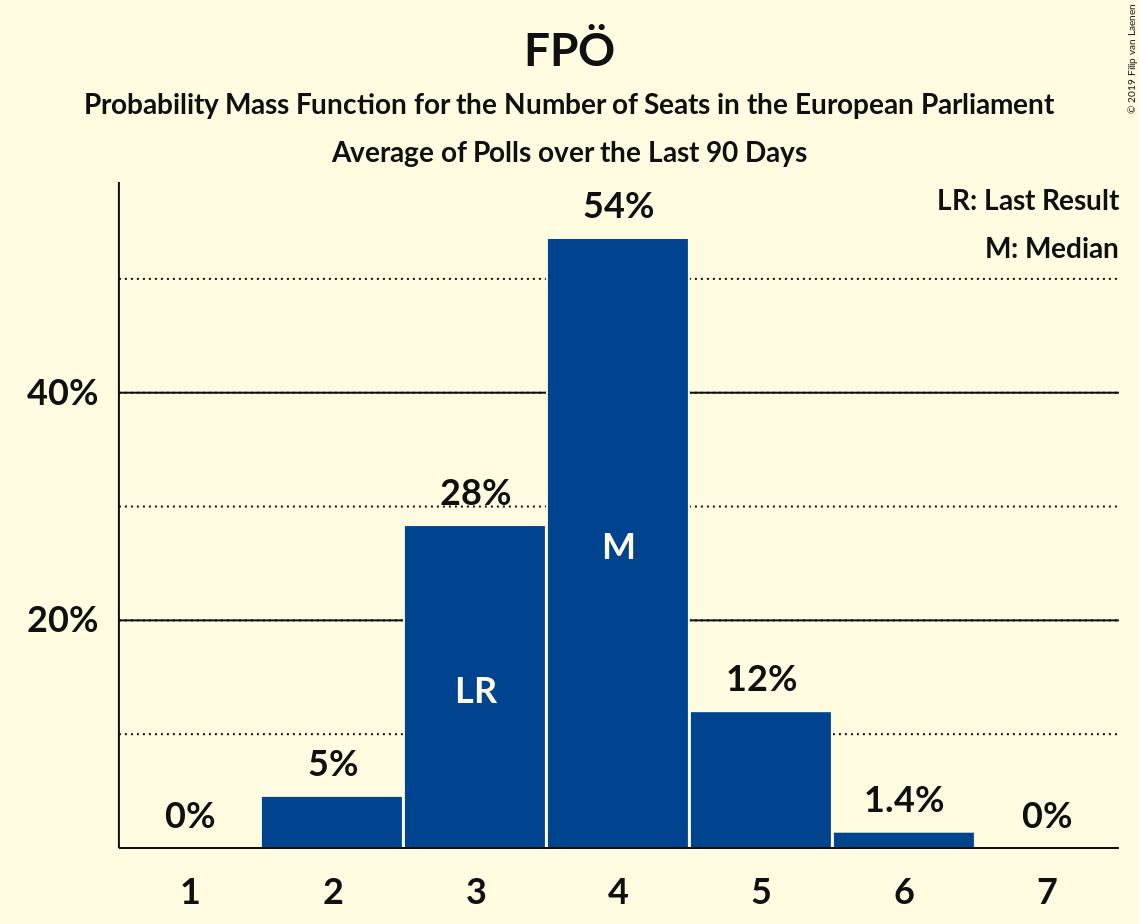 FPÖ
Probability Mass Function for the Number of Seats in the European Parliament
Average of Polls over the Last 90 Days
© 2019 Filip van Laenen
LR: Last Result
M: Median
54%
40%
28%
M
20%
12%
LR
5%
1.4%
0%
0%
1 2 3 4 5 6 7